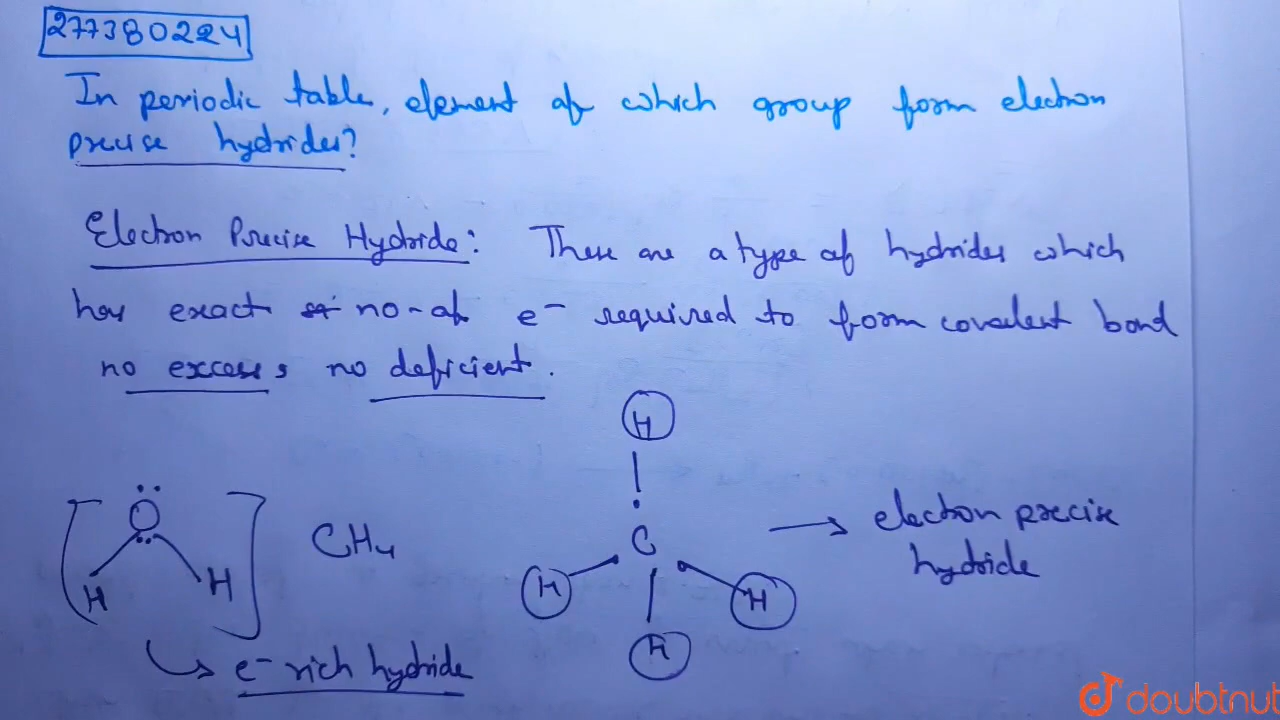 277380224
In periodic table, element of which group form electron
precise hydrides?
Electron Precise Hydride: These are a type of hydrides which
has exact no-of e⁻ required to form covalent bond
no excess, no deficient.
H
O
H H
CH4
C
H H
H
→ electron precise
hydride
e⁻ rich hydride
doubtnut